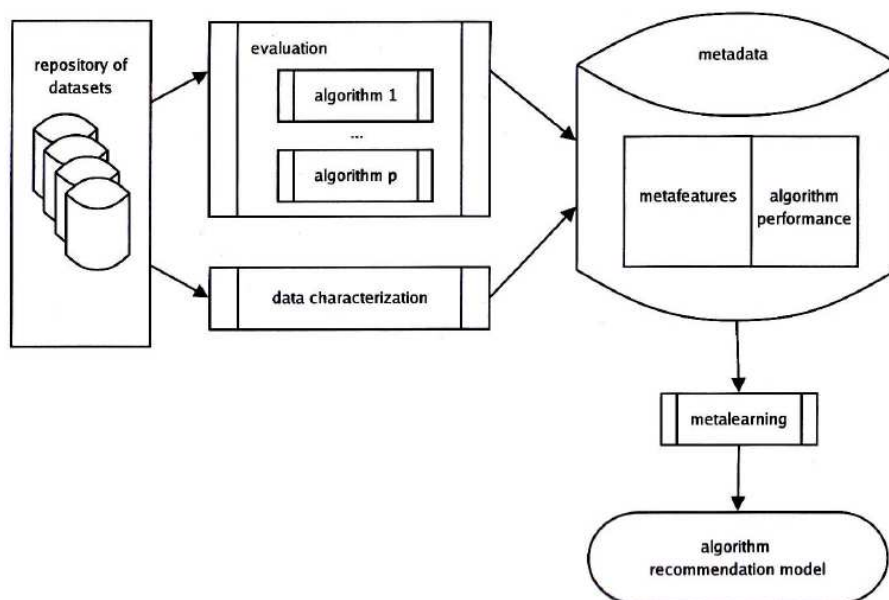 repository of
datasets
evaluation
algorithm 1
...
algorithm p
data characterization
metadata
metafeatures
algorithm
performance
metalearning
algorithm
recommendation model